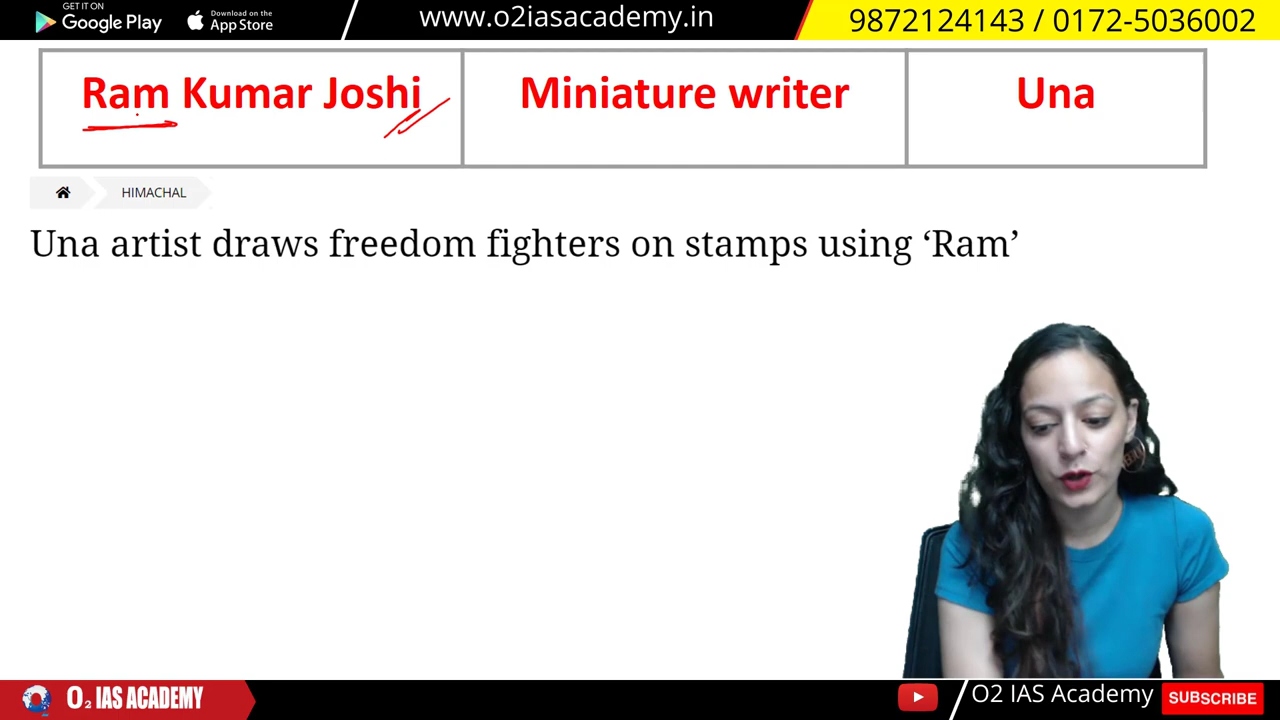 GET IT ON
Google Play
Download on the
App Store
www.o2iasacademy.in
9872124143 / 0172-5036002
Ram Kumar Joshi
Miniature writer
Una
HIMACHAL
Una artist draws freedom fighters on stamps using ‘Ram’
O₂ IAS ACADEMY
O2 IAS Academy
SUBSCRIBE